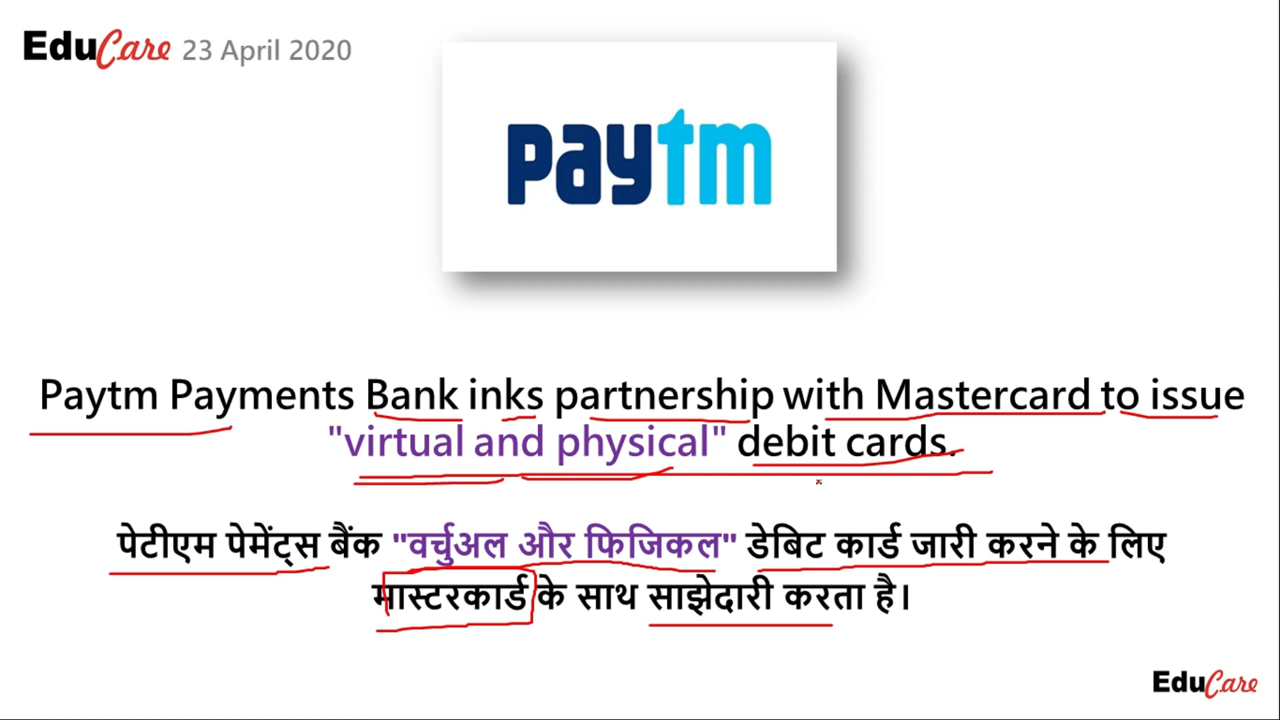 EduCare 23 April 2020
paytm
Paytm Payments Bank inks partnership with Mastercard to issue
"virtual and physical" debit cards.
पेटीएम पेमेंट्स बैंक "वर्चुअल और फिजिकल" डेबिट कार्ड जारी करने के लिए
मास्टरकार्ड के साथ साझेदारी करता है।
EduCare